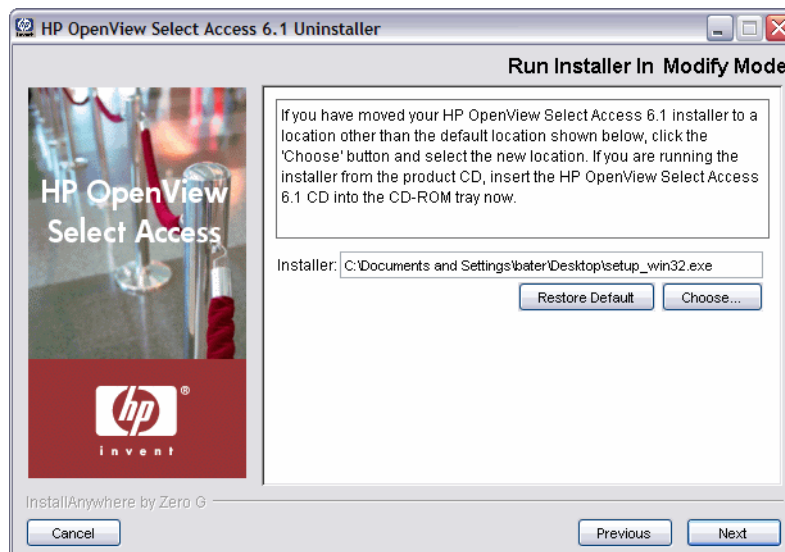 HP OpenView Select Access 6.1 Uninstaller
Run Installer In Modify Mode
HP OpenView
Select Access
hp
®
invent
If you have moved your HP OpenView Select Access 6.1 installer to a
location other than the default location shown below, click the
'Choose' button and select the new location. If you are running the
installer from the product CD, insert the HP OpenView Select Access
6.1 CD into the CD-ROM tray now.
Installer: C:\Documents and Settings\bater\Desktop\setup_win32.exe
Restore Default Choose...
InstallAnywhere by Zero G
Cancel Previous Next